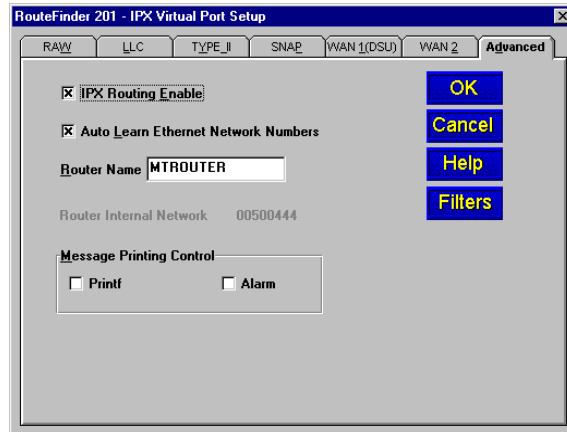 RouteFinder 201 - IPX Virtual Port Setup
RAW LLC TYPE_II SNAP WAN 1(DSU) WAN 2 Advanced
IPX Routing Enable
Auto Learn Ethernet Network Numbers
Router Name MTROUTER
Router Internal Network 00500444
Message Printing Control
Printf Alarm
OK
Cancel
Help
Filters